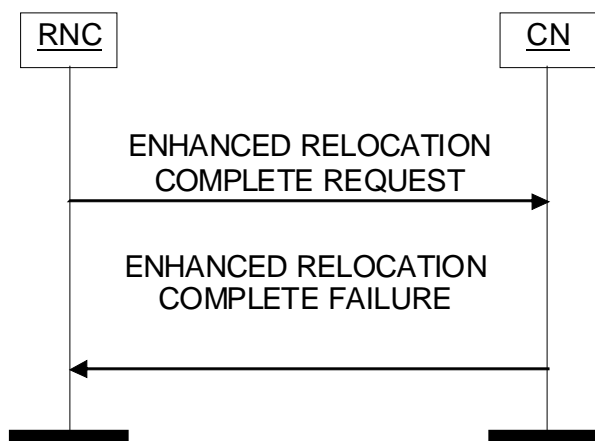 RNC
CN
ENHANCED RELOCATION
COMPLETE REQUEST
ENHANCED RELOCATION
COMPLETE FAILURE